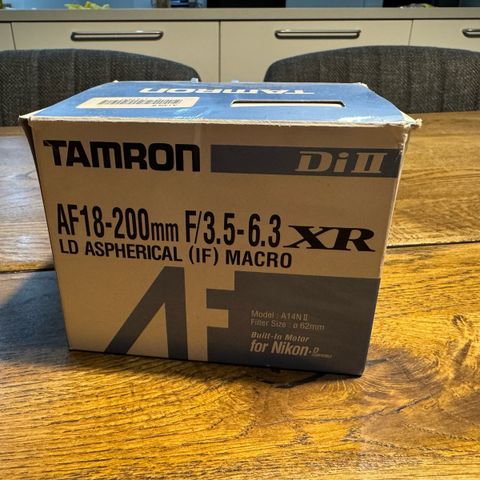 TAMRON
TAMRON Di II
AF18-200mm F/3.5-6.3 XR
LD ASPHERICAL (IF) MACRO
AF
Model : A14N II
Filter Size : ø 62mm
Built-In Motor
for Nikon-D